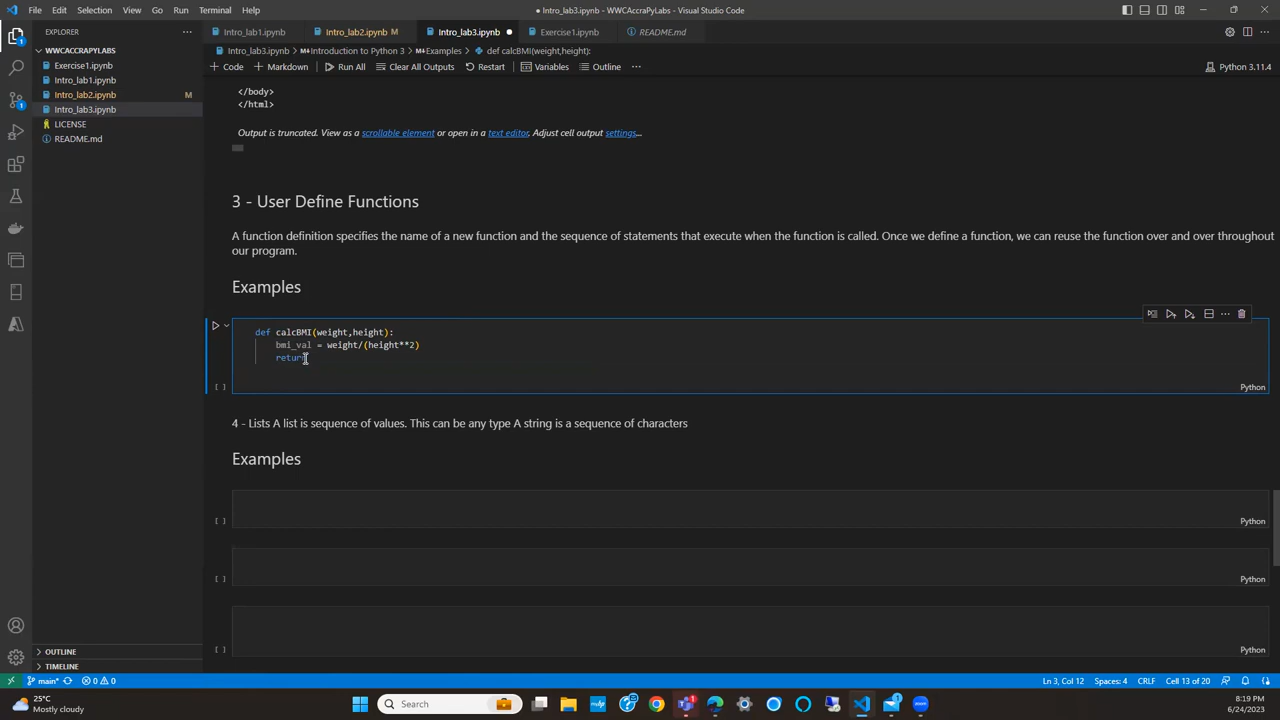 File Edit Selection View Go Run Terminal Help
• Intro_lab3.ipynb - WWCAccraPyLabs - Visual Studio Code
EXPLORER
WWCACCRAPYLABS
Exercise1.ipynb
Intro_lab1.ipynb
Intro_lab2.ipynb M
Intro_lab3.ipynb
LICENSE
README.md
OUTLINE
TIMELINE
Intro_lab1.ipynb Intro_lab2.ipynb M Intro_lab3.ipynb Exercise1.ipynb README.md
Intro_lab3.ipynb > Introduction to Python 3 > Examples > def calcBMI(weight,height):
+ Code + Markdown Run All Clear All Outputs Restart Variables Outline ... Python 3.11.4
</body>
</html>
Output is truncated. View as a scrollable element or open in a text editor. Adjust cell output settings...
3 - User Define Functions
A function definition specifies the name of a new function and the sequence of statements that execute when the function is called. Once we define a function, we can reuse the function over and over throughout
our program.
Examples
def calcBMI(weight,height):
bmi_val = weight/(height**2)
return
[ ] Python
4 - Lists A list is sequence of values. This can be any type A string is a sequence of characters
Examples
[ ] Python
[ ] Python
[ ] Python
main* 0 0 Ln 3, Col 12 Spaces: 4 CRLF Cell 13 of 20
25°C
Mostly cloudy
Search
8:19 PM
6/24/2023